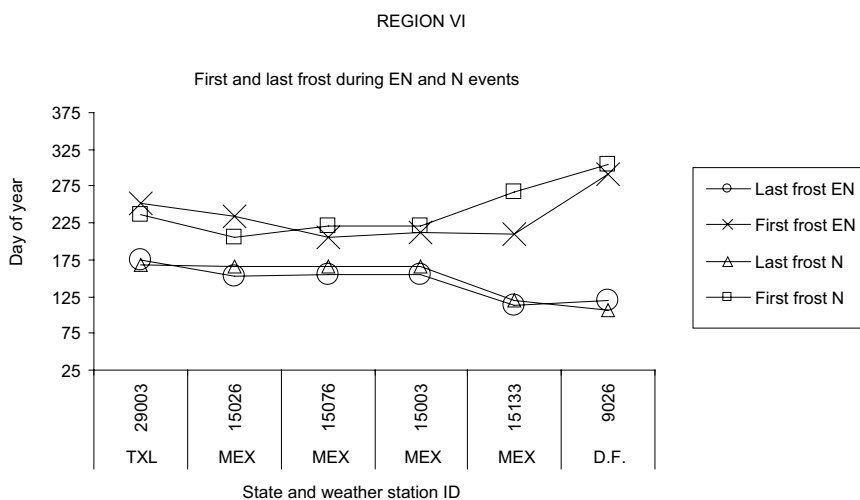 REGION VI
First and last frost during EN and N events
375
325
275
225
175
125
75
25
Day of year
29003 15026 15076 15003 15133 9026
TXL MEX MEX MEX MEX D.F.
State and weather station ID
Last frost EN
First frost EN
Last frost N
First frost N